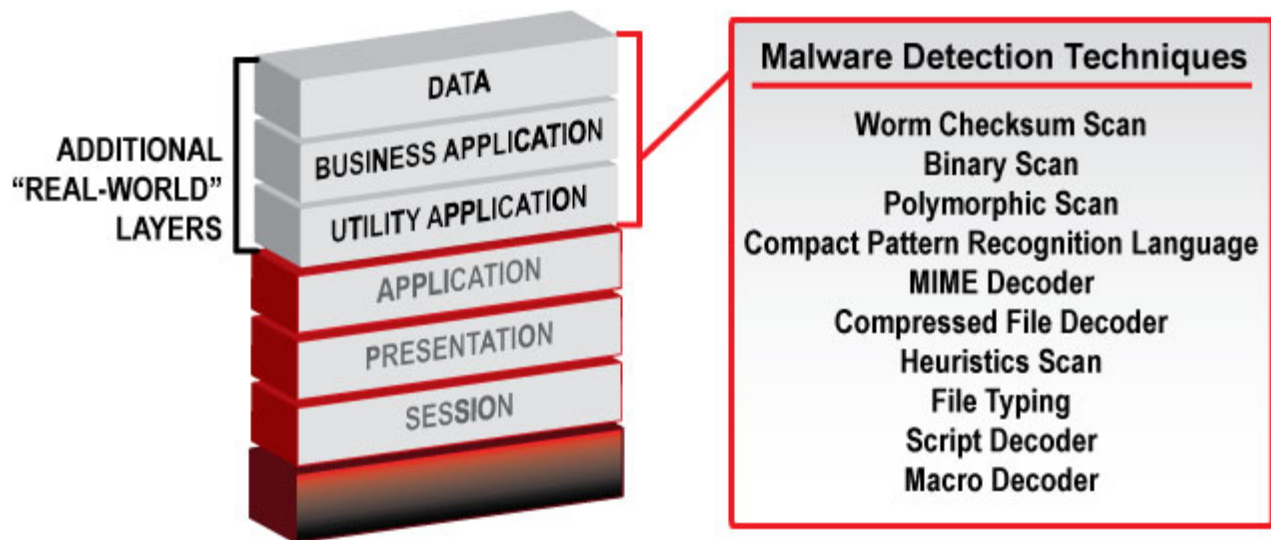 ADDITIONAL
“REAL-WORLD”
LAYERS
DATA
BUSINESS APPLICATION
UTILITY APPLICATION
APPLICATION
PRESENTATION
SESSION
Malware Detection Techniques
Worm Checksum Scan
Binary Scan
Polymorphic Scan
Compact Pattern Recognition Language
MIME Decoder
Compressed File Decoder
Heuristics Scan
File Typing
Script Decoder
Macro Decoder